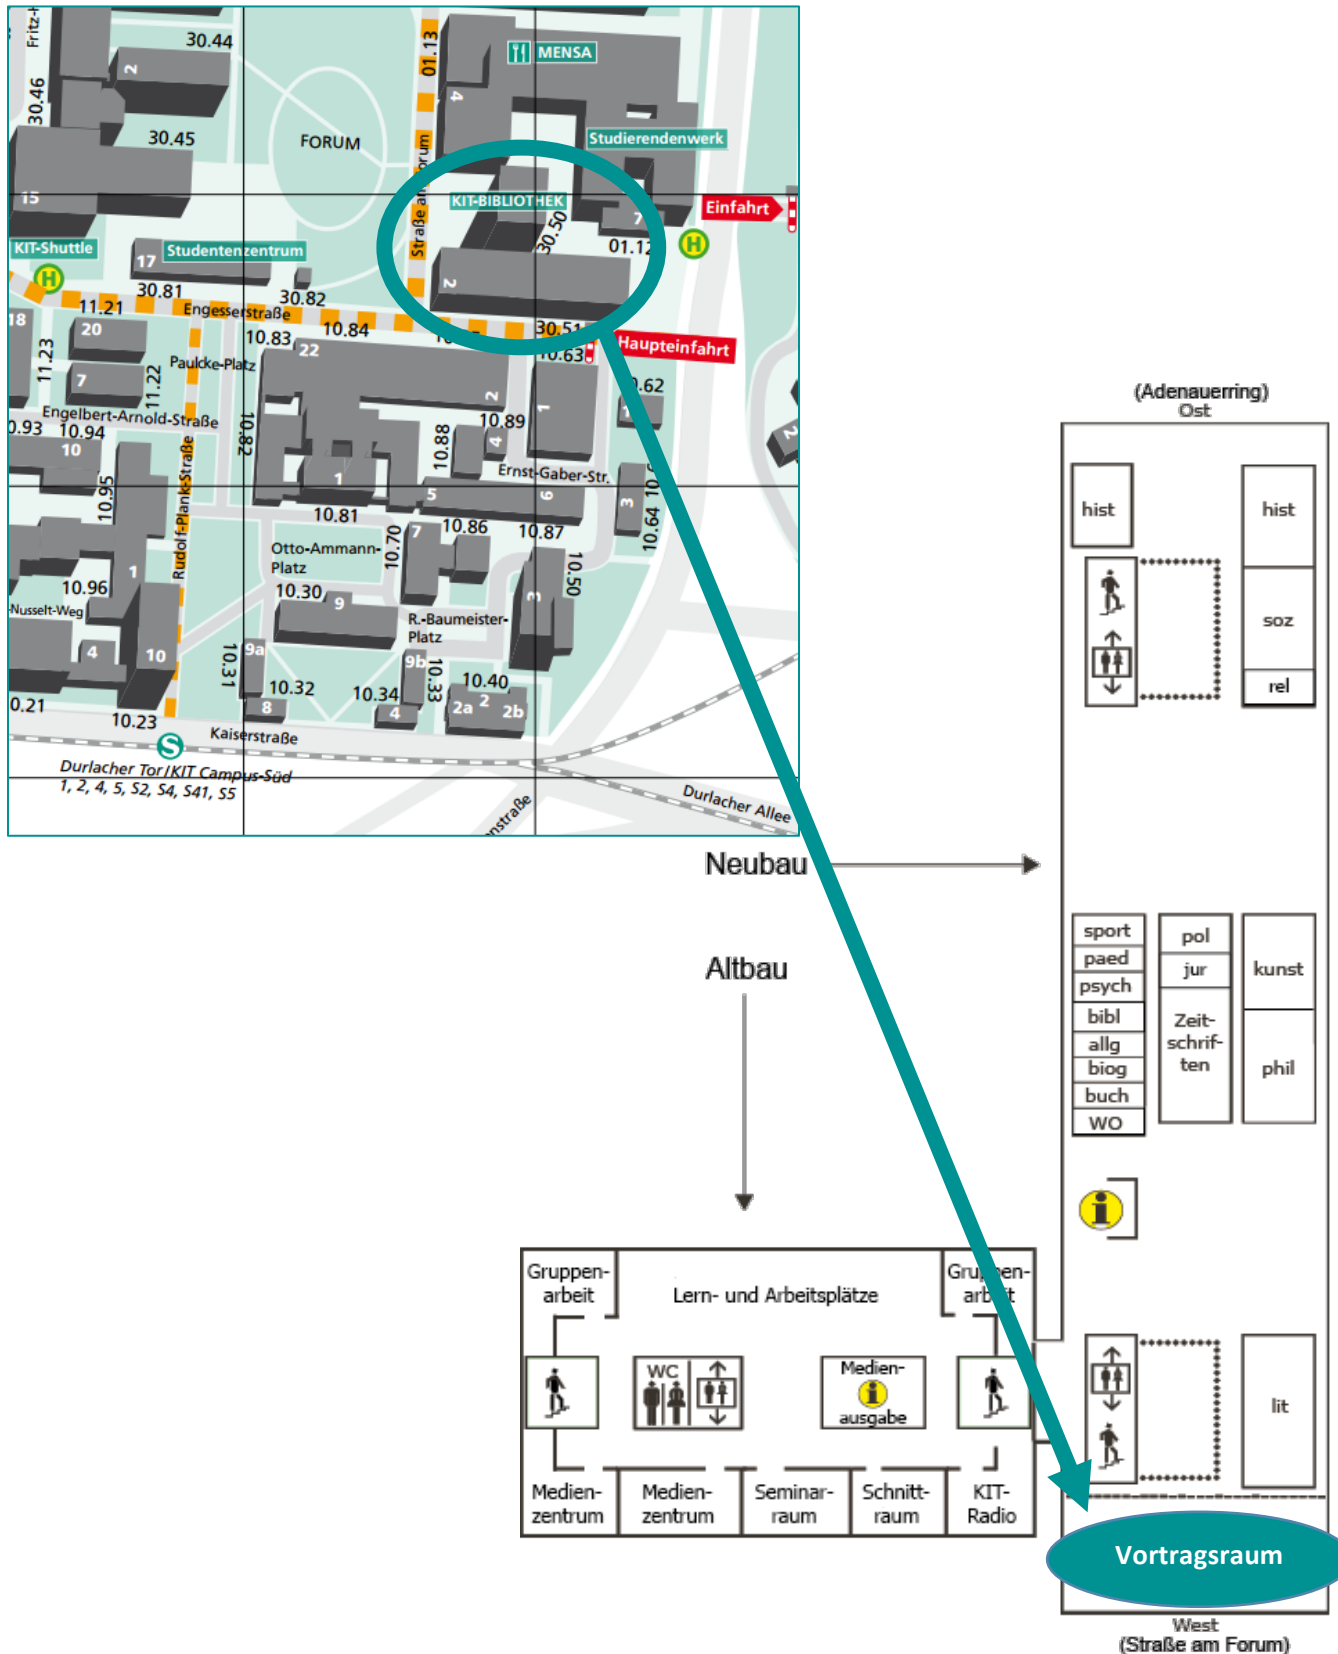 Fritz-
30.44
01.13
MENSA
2
4
30.46
30.45
FORUM
Straße am Forum
Studierendenwerk
15
KIT-BIBLIOTHEK
30.50
7
Einfahrt
KIT-Shuttle
H
17
Studentenzentrum
01.12
H
2
30.81
30.82
11.21
Engesserstraße
10.83
10.84
30.51
Haupteinfahrt
18
20
11.23
22
10.63
Paulcke-Platz
7
11.22
2
.62
Engelbert-Arnold-Straße
10.82
10.89
1
1
2
0.93
10.94
10
10.88
4
Ernst-Gaber-Str.
10.95
Rudolf-Plank-Straße
1
5
6
3
10.81
10.70
7
10.86
10.87
10.64
Otto-Ammann-
Platz
10.50
10.96
1
10.30
9
3
-Nusselt-Weg
R.-Baumeister-
Platz
4
10
10.31
9a
9b
10.33
10.32
10.34
10.40
8
4
2a
2
2b
0.21
10.23
Kaiserstraße
S
Durlacher Tor/KIT Campus-Süd
1, 2, 4, 5, S2, S4, S41, S5
Durlacher Allee
enstraße
(Adenauerring)
Ost
hist
hist
soz
rel
Neubau
Altbau
sport
paed
psych
bibl
allg
biog
buch
WO
pol
jur
Zeit-
schrif-
ten
kunst
phil
i
Gruppen-
arbeit
Lern- und Arbeitsplätze
Gruppen-
arbeit
WC
Medien-
i
ausgabe
lit
Medien-
zentrum
Medien-
zentrum
Seminar-
raum
Schnitt-
raum
KIT-
Radio
Vortragsraum
West
(Straße am Forum)